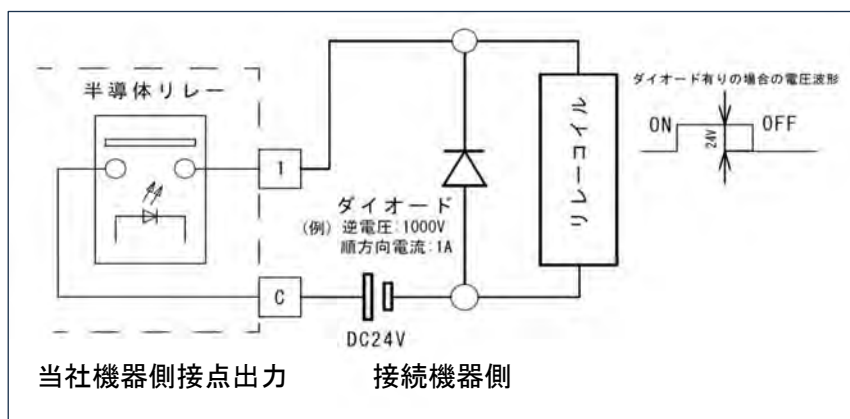 半導体リレー
1
C
ダイオード
(例) 逆電圧:1000V
順方向電流:1A
DC24V
リレーコイル
ダイオード有りの場合の電圧波形
ON
24V
OFF
当社機器側接点出力
接続機器側